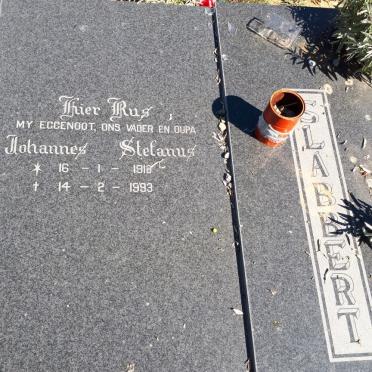 Hier Rus
MY EGGENOOT, ONS VADER EN OUPA
Johannes Stefanus
* 16 - 1 - 1918
† 14 - 2 - 1993
SLABBERT